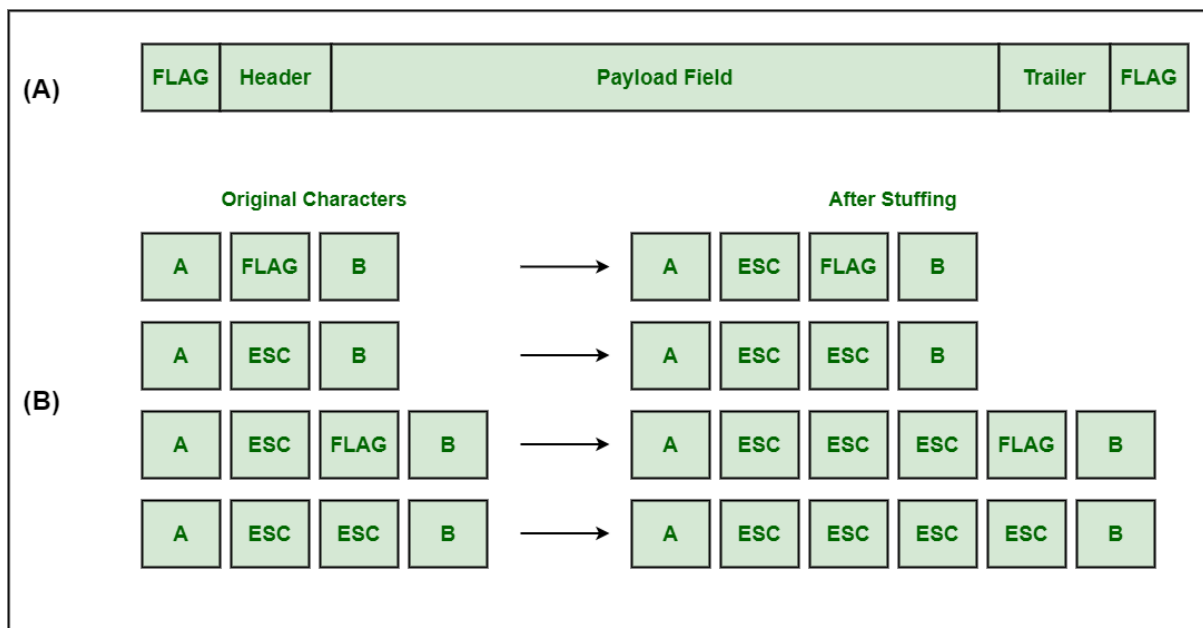 (A) FLAG Header Payload Field Trailer FLAG
Original Characters After Stuffing
A FLAG B A ESC FLAG B
A ESC B A ESC ESC B
(B)
A ESC FLAG B A ESC ESC ESC FLAG B
A ESC ESC B A ESC ESC ESC ESC B